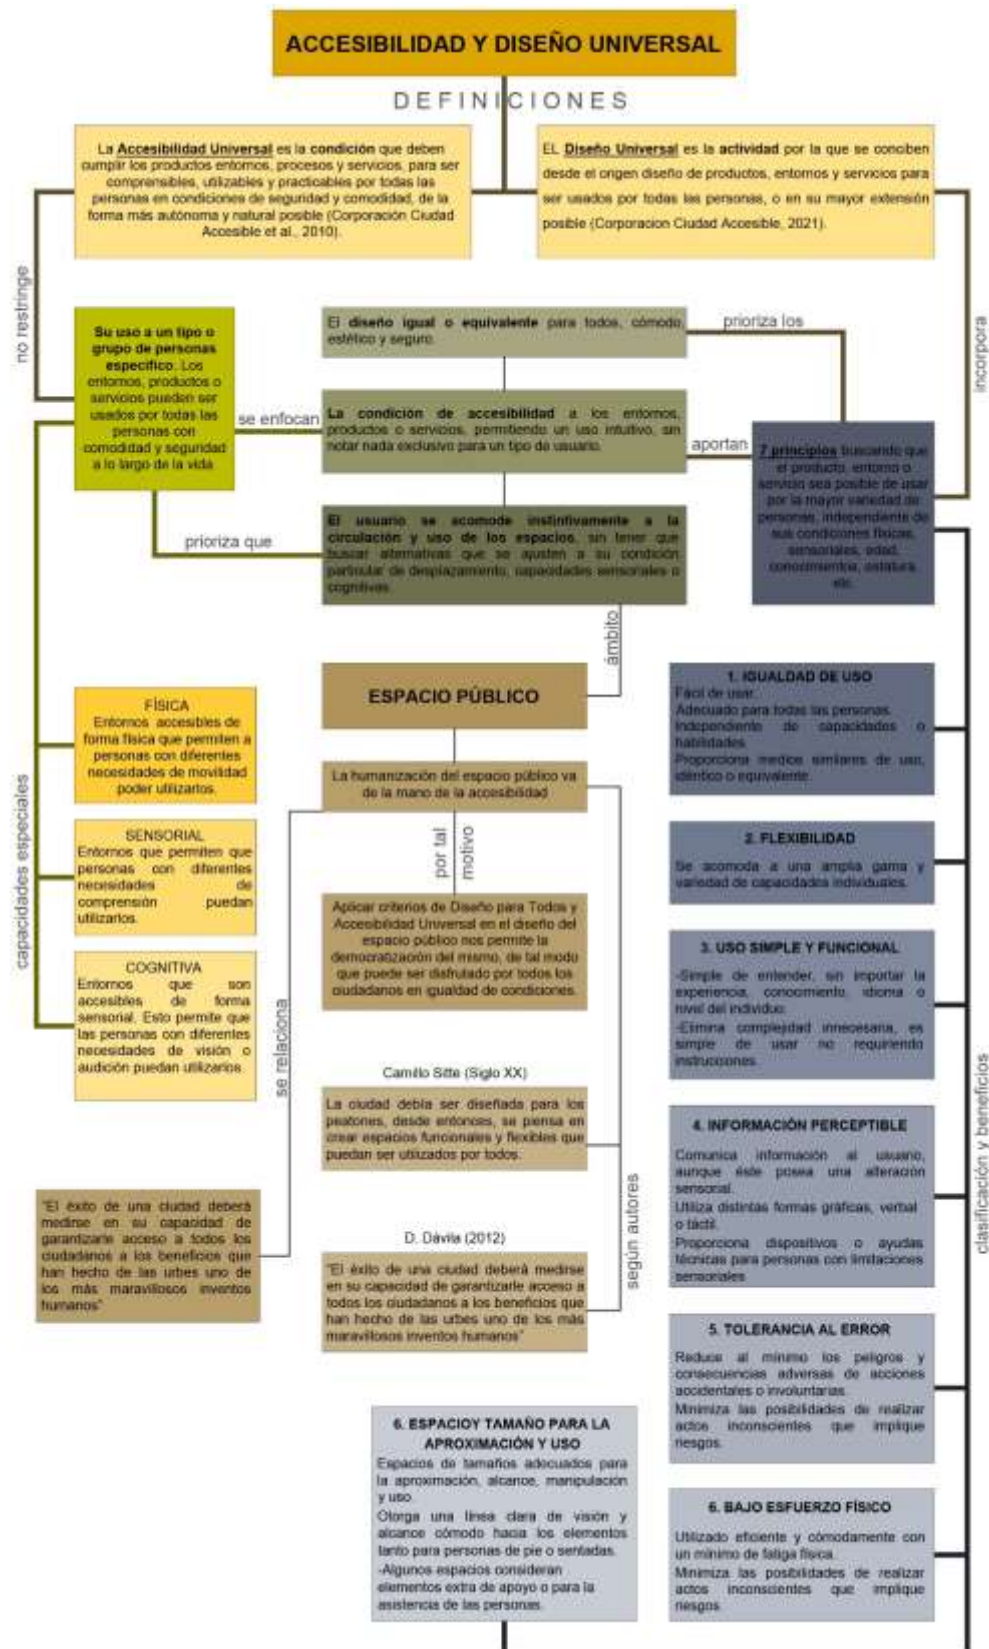 ACCESIBILIDAD Y DISEÑO UNIVERSAL
DEFINICIONES
La Accesibilidad Universal es la condición que deben
cumplir los productos entornos, procesos y servicios, para ser
comprensibles, utilizables y practicables por todas las
personas en condiciones de seguridad y comodidad, de la
forma más autónoma y natural posible (Corporación Ciudad
Accesible et al., 2010).
EL Diseño Universal es la actividad por la que se conciben
desde el origen diseño de productos, entornos y servicios para
ser usados por todas las personas, o en su mayor extensión
posible (Corporacion Ciudad Accesible, 2021).
no restringe
incorpora
Su uso a un tipo o
grupo de personas
específico. Los
entornos, productos o
servicios pueden ser
usados por todas las
personas con
comodidad y seguridad
a lo largo de la vida
El diseño igual o equivalente para todos, cómodo,
estético y seguro.
prioriza los
se enfocan
La condición de accesibilidad a los entornos,
productos o servicios, permitiendo un uso intuitivo, sin
notar nada exclusivo para un tipo de usuario.
aportan
7 principios buscando que
el producto, entorno o
servicio sea posible de usar
por la mayor variedad de
personas, independiente de
sus condiciones físicas,
sensoriales, edad,
conocimientos, estatura,
etc.
prioriza que
El usuario se acomode instintivamente a la
circulación y uso de los espacios, sin tener que
buscar alternativas que se ajusten a su condición
particular de desplazamiento, capacidades sensoriales o
cognitivas.
ámbito
capacidades especiales
FÍSICA
Entornos accesibles de
forma física que permiten a
personas con diferentes
necesidades de movilidad
poder utilizarlos.
SENSORIAL
Entornos que permiten que
personas con diferentes
necesidades de
comprensión puedan
utilizarlos.
COGNITIVA
Entornos que son
accesibles de forma
sensorial. Esto permite que
las personas con diferentes
necesidades de visión o
audición puedan utilizarlos
ESPACIO PÚBLICO
La humanización del espacio público va
de la mano de la accesibilidad
por tal
motivo
Aplicar criterios de Diseño para Todos y
Accesibilidad Universal en el diseño del
espacio público nos permite la
democratización del mismo, de tal modo
que puede ser disfrutado por todos los
ciudadanos en igualdad de condiciones.
se relaciona
Camillo Sitte (Siglo XX)
La ciudad debía ser diseñada para los
peatones, desde entonces, se piensa en
crear espacios funcionales y flexibles que
puedan ser utilizados por todos.
según autores
D. Dávila (2012)
"El éxito de una ciudad deberá medirse
en su capacidad de garantizarle acceso a
todos los ciudadanos a los beneficios que
han hecho de las urbes uno de los más
maravillosos inventos humanos"
"El éxito de una ciudad deberá
medirse en su capacidad de
garantizarle acceso a todos los
ciudadanos a los beneficios que
han hecho de las urbes uno de
los más maravillosos inventos
humanos"
1. IGUALDAD DE USO
Fácil de usar.
Adecuado para todas las personas.
Independiente de capacidades o
habilidades.
Proporciona medios similares de uso,
idéntico o equivalente.
2. FLEXIBILIDAD
Se acomoda a una amplia gama y
variedad de capacidades individuales.
3. USO SIMPLE Y FUNCIONAL
-Simple de entender, sin importar la
experiencia, conocimiento, idioma o
nivel del individuo.
-Elimina complejidad innecesaria, es
simple de usar no requiriendo
instrucciones.
clasificación y beneficios
4. INFORMACIÓN PERCEPTIBLE
Comunica información al usuario,
aunque éste posea una alteración
sensorial.
Utiliza distintas formas gráficas, verbal
o táctil.
Proporciona dispositivos o ayudas
técnicas para personas con limitaciones
sensoriales
5. TOLERANCIA AL ERROR
Reduce al mínimo los peligros y
consecuencias adversas de acciones
accidentales o involuntarias.
Minimiza las posibilidades de realizar
actos inconscientes que implique
riesgos.
6. BAJO ESFUERZO FÍSICO
Utilizado eficiente y cómodamente con
un mínimo de fatiga física.
Minimiza las posibilidades de realizar
actos inconscientes que implique
riesgos.
6. ESPACIOY TAMAÑO PARA LA
APROXIMACIÓN Y USO
Espacios de tamaños adecuados para
la aproximación, alcance, manipulación
y uso.
Otorga una línea clara de visión y
alcance cómodo hacia los elementos
tanto para personas de pie o sentadas.
-Algunos espacios consideran
elementos extra de apoyo o para la
asistencia de las personas.